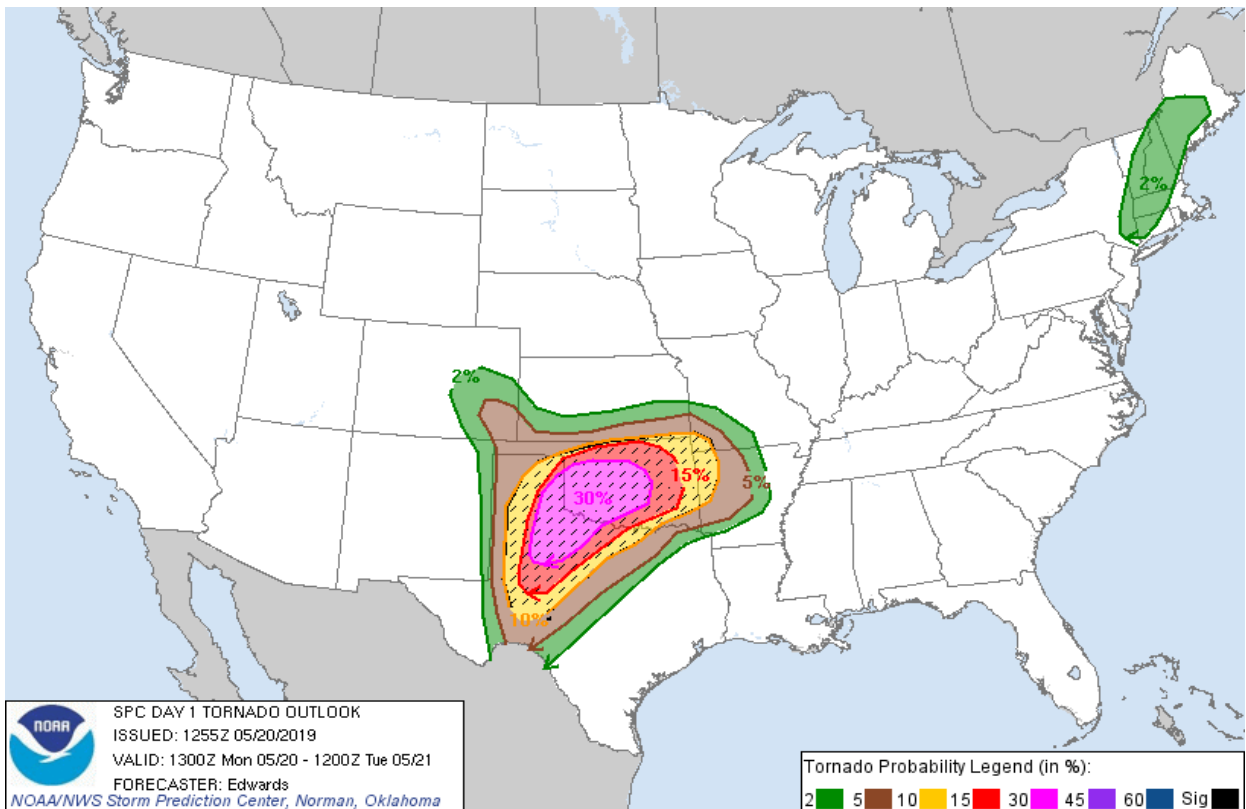 2%
2%
5%
15%
30%
10%
NOAA
SPC DAY 1 TORNADO OUTLOOK
ISSUED: 1255Z 05/20/2019
VALID: 1300Z Mon 05/20 - 1200Z Tue 05/21
FORECASTER: Edwards
NOAA/NWS Storm Prediction Center, Norman, Oklahoma
Tornado Probability Legend (in %):
2 5 10 15 30 45 60 Sig